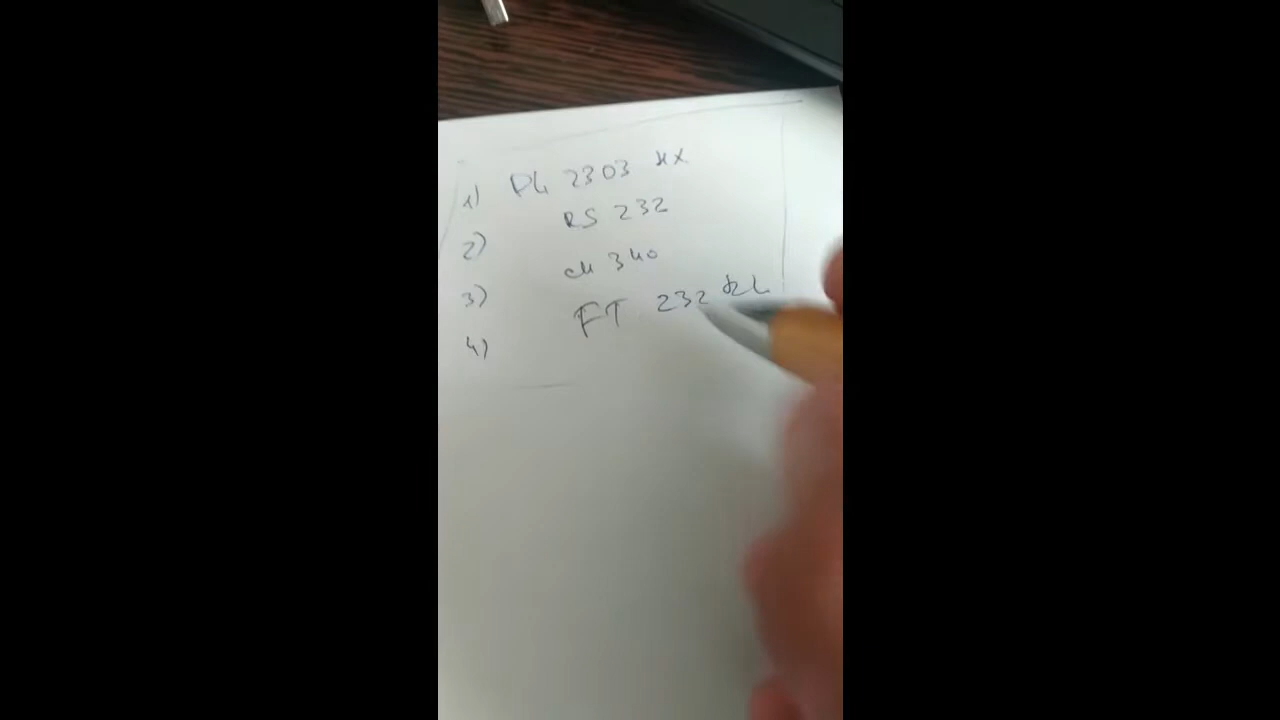 1) PL 2303 HX
2) RS 232
3) CH 340
4) FT 232 RL